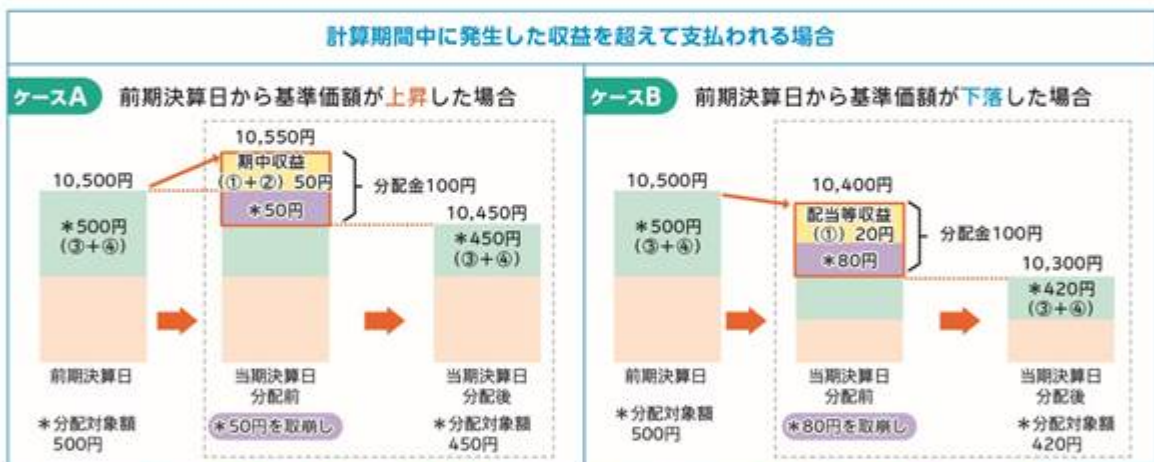 計算期間中に発生した収益を超えて支払われる場合
ケースA 前期決算日から基準価額が上昇した場合
10,550円
期中収益
(①+②) 50円
10,500円
分配金100円
*50円
10,450円
*500円
(③+④)
*450円
(③+④)
前期決算日
当期決算日
分配前
当期決算日
分配後
*分配対象額
500円
*50円を取崩し
*分配対象額
450円
ケースB 前期決算日から基準価額が下落した場合
10,500円
10,400円
配当等収益
(①) 20円
分配金100円
*500円
(③+④)
*80円
10,300円
*420円
(③+④)
前期決算日
当期決算日
分配前
当期決算日
分配後
*分配対象額
500円
*80円を取崩し
*分配対象額
420円